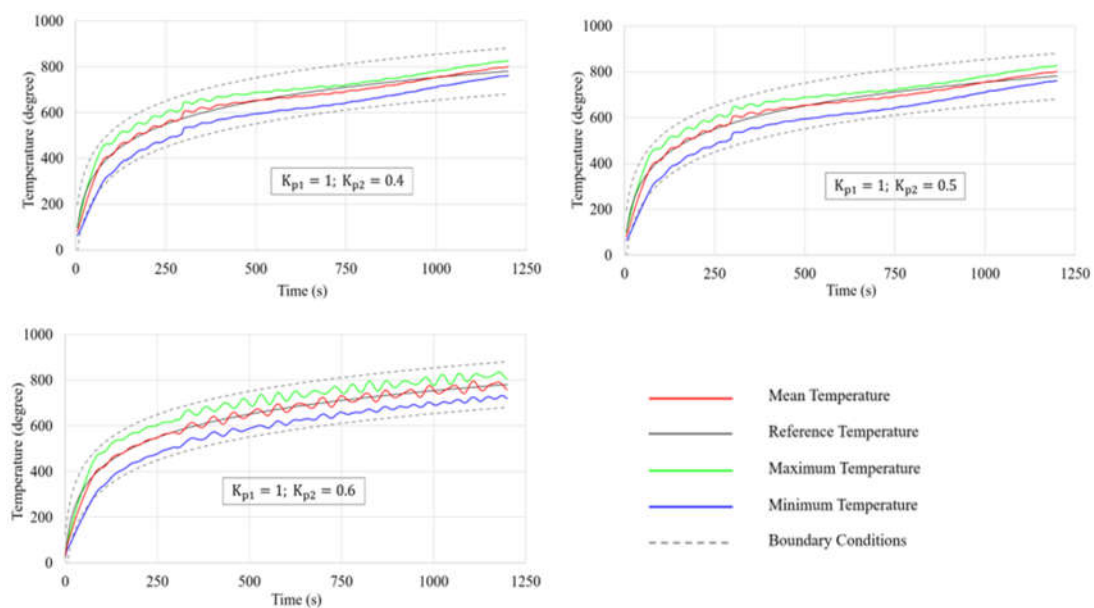 1000
800
600
400
200
0
Temperature (degree)
K_p1 = 1; K_p2 = 0.4
0 250 500 750 1000 1250
Time (s)
1000
800
600
400
200
0
Temperature (degree)
K_p1 = 1; K_p2 = 0.5
0 250 500 750 1000 1250
Time (s)
1000
800
600
400
200
0
Temperature (degree)
K_p1 = 1; K_p2 = 0.6
0 250 500 750 1000 1250
Time (s)
Mean Temperature
Reference Temperature
Maximum Temperature
Minimum Temperature
Boundary Conditions